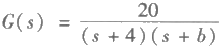 G(s) = 20 / ((s + 4)(s + b))